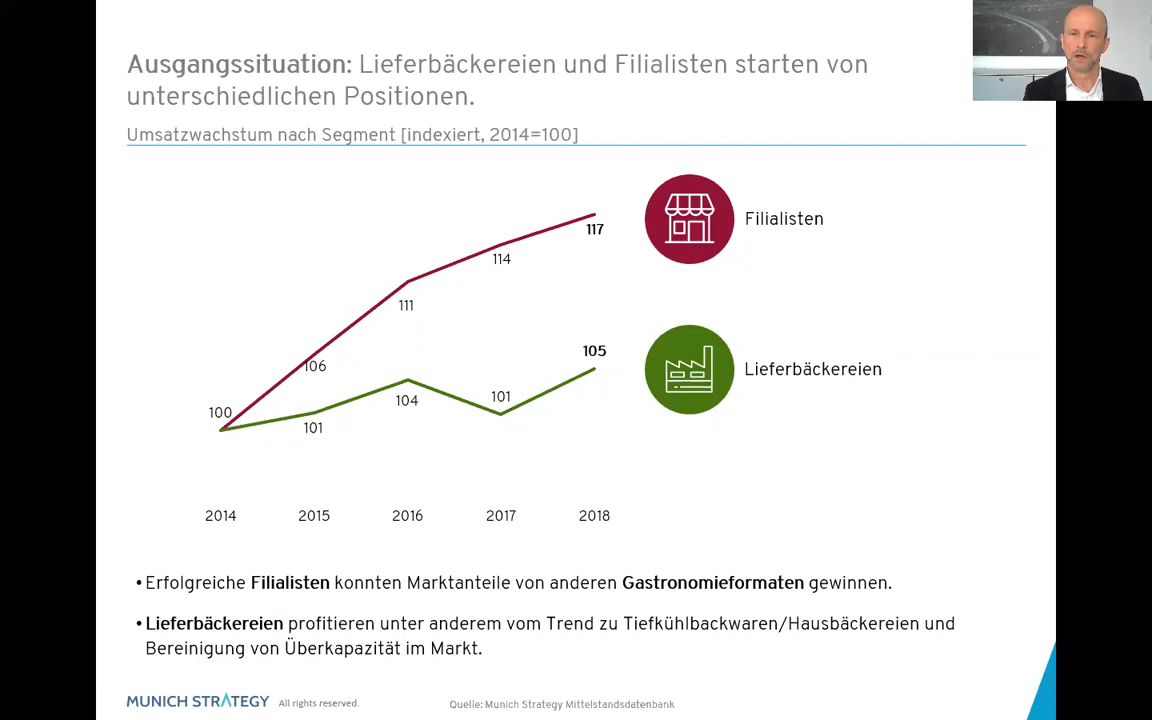 Ausgangssituation: Lieferbäckereien und Filialisten starten von
unterschiedlichen Positionen.
Umsatzwachstum nach Segment [indexiert, 2014=100]
Filialisten
117
114
111
106
105
Lieferbäckereien
101
104
100
101
2014 2015 2016 2017 2018
• Erfolgreiche Filialisten konnten Marktanteile von anderen Gastronomieformaten gewinnen.
• Lieferbäckereien profitieren unter anderem vom Trend zu Tiefkühlbackwaren/Hausbäckereien und
Bereinigung von Überkapazität im Markt.
MUNICH STRATEGY All rights reserved.
Quelle: Munich Strategy Mittelstandsdatenbank